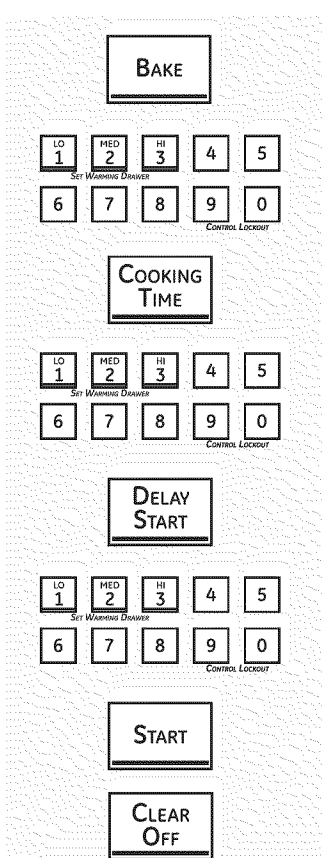 BAKE
LO MED HI
1 2 3 4 5
SET WARMING DRAWER
6 7 8 9 0
CONTROL LOCKOUT
COOKING
TIME
LO MED HI
1 2 3 4 5
SET WARMING DRAWER
6 7 8 9 0
CONTROL LOCKOUT
DELAY
START
LO MED HI
1 2 3 4 5
SET WARMING DRAWER
6 7 8 9 0
CONTROL LOCKOUT
START
CLEAR
OFF